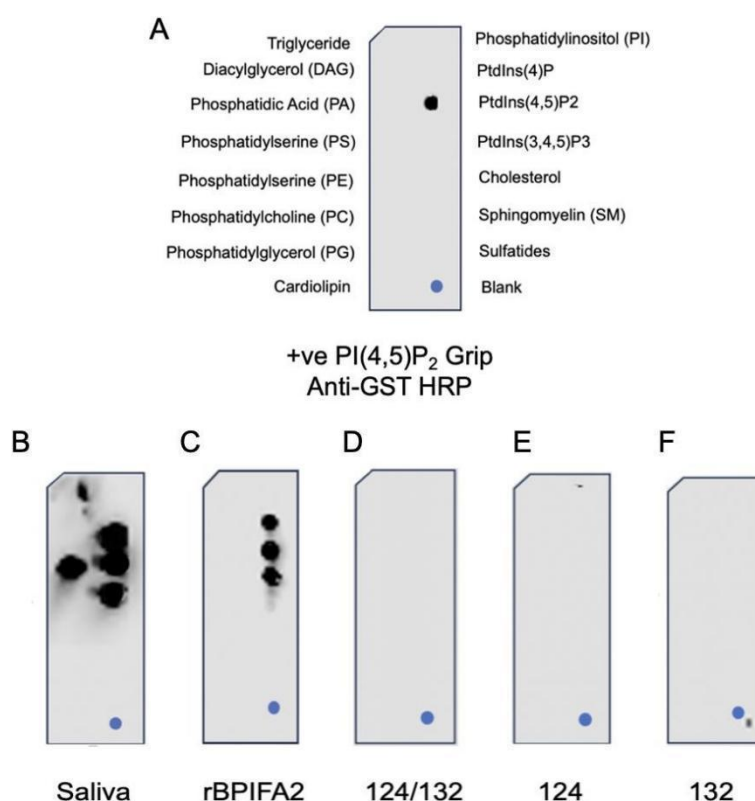 A
Triglyceride
Diacylglycerol (DAG)
Phosphatidic Acid (PA)
Phosphatidylserine (PS)
Phosphatidylserine (PE)
Phosphatidylcholine (PC)
Phosphatidylglycerol (PG)
Cardiolipin
Phosphatidylinositol (PI)
PtdIns(4)P
PtdIns(4,5)P2
PtdIns(3,4,5)P3
Cholesterol
Sphingomyelin (SM)
Sulfatides
Blank
+ve PI(4,5)P₂ Grip
Anti-GST HRP
B C D E F
Saliva rBPIFA2 124/132 124 132